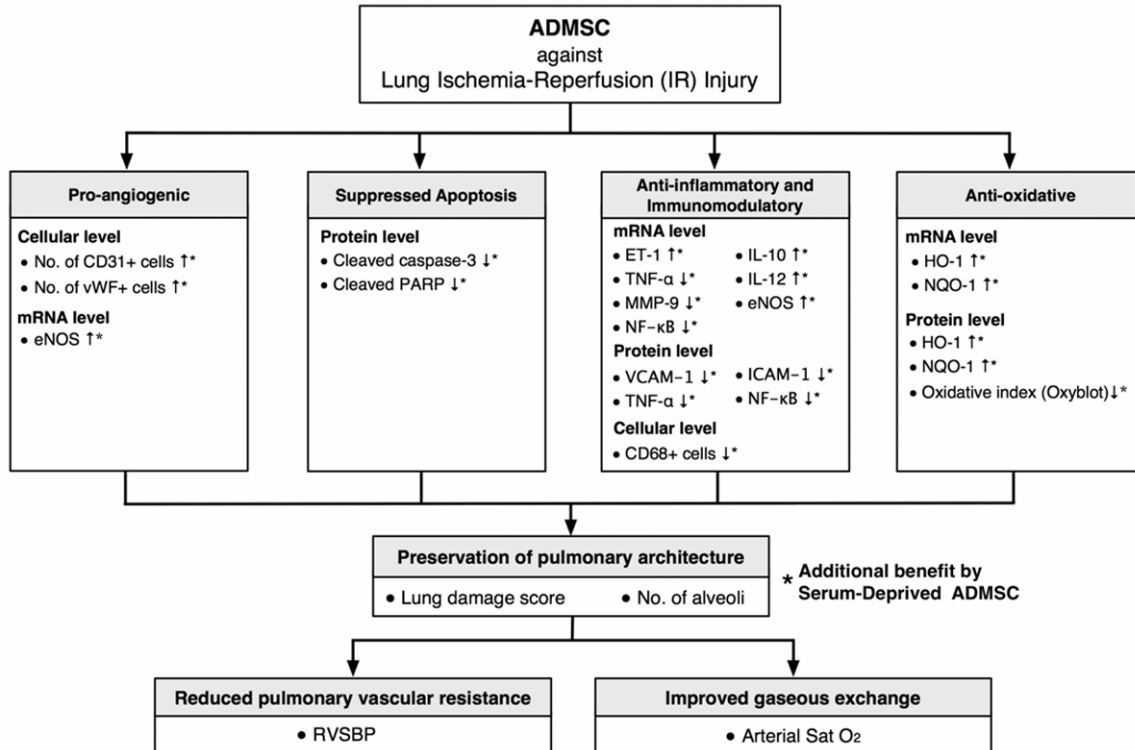 ADMSC
against
Lung Ischemia-Reperfusion (IR) Injury
Pro-angiogenic
Cellular level
• No. of CD31+ cells ↑*
• No. of vWF+ cells ↑*
mRNA level
• eNOS ↑*
Suppressed Apoptosis
Protein level
• Cleaved caspase-3 ↓*
• Cleaved PARP ↓*
Anti-inflammatory and
Immunomodulatory
mRNA level
• ET-1 ↑* • IL-10 ↑*
• TNF-α ↓* • IL-12 ↑*
• MMP-9 ↓* • eNOS ↑*
• NF-κB ↓*
Protein level
• VCAM-1 ↓* • ICAM-1 ↓*
• TNF-α ↓* • NF-κB ↓*
Cellular level
• CD68+ cells ↓*
Anti-oxidative
mRNA level
• HO-1 ↑*
• NQO-1 ↑*
Protein level
• HO-1 ↑*
• NQO-1 ↑*
• Oxidative index (Oxyblot)↓*
Preservation of pulmonary architecture
• Lung damage score • No. of alveoli
* Additional benefit by
Serum-Deprived ADMSC
Reduced pulmonary vascular resistance
• RVSBP
Improved gaseous exchange
• Arterial Sat O2